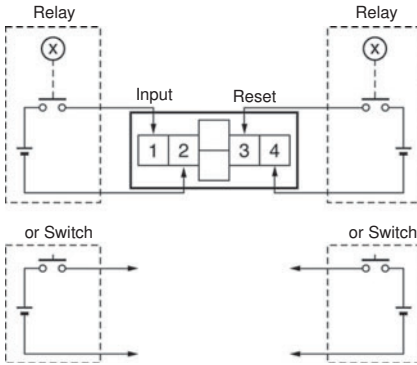 Relay
Relay
X
X
Input
Reset
1 2 3 4
or Switch
or Switch